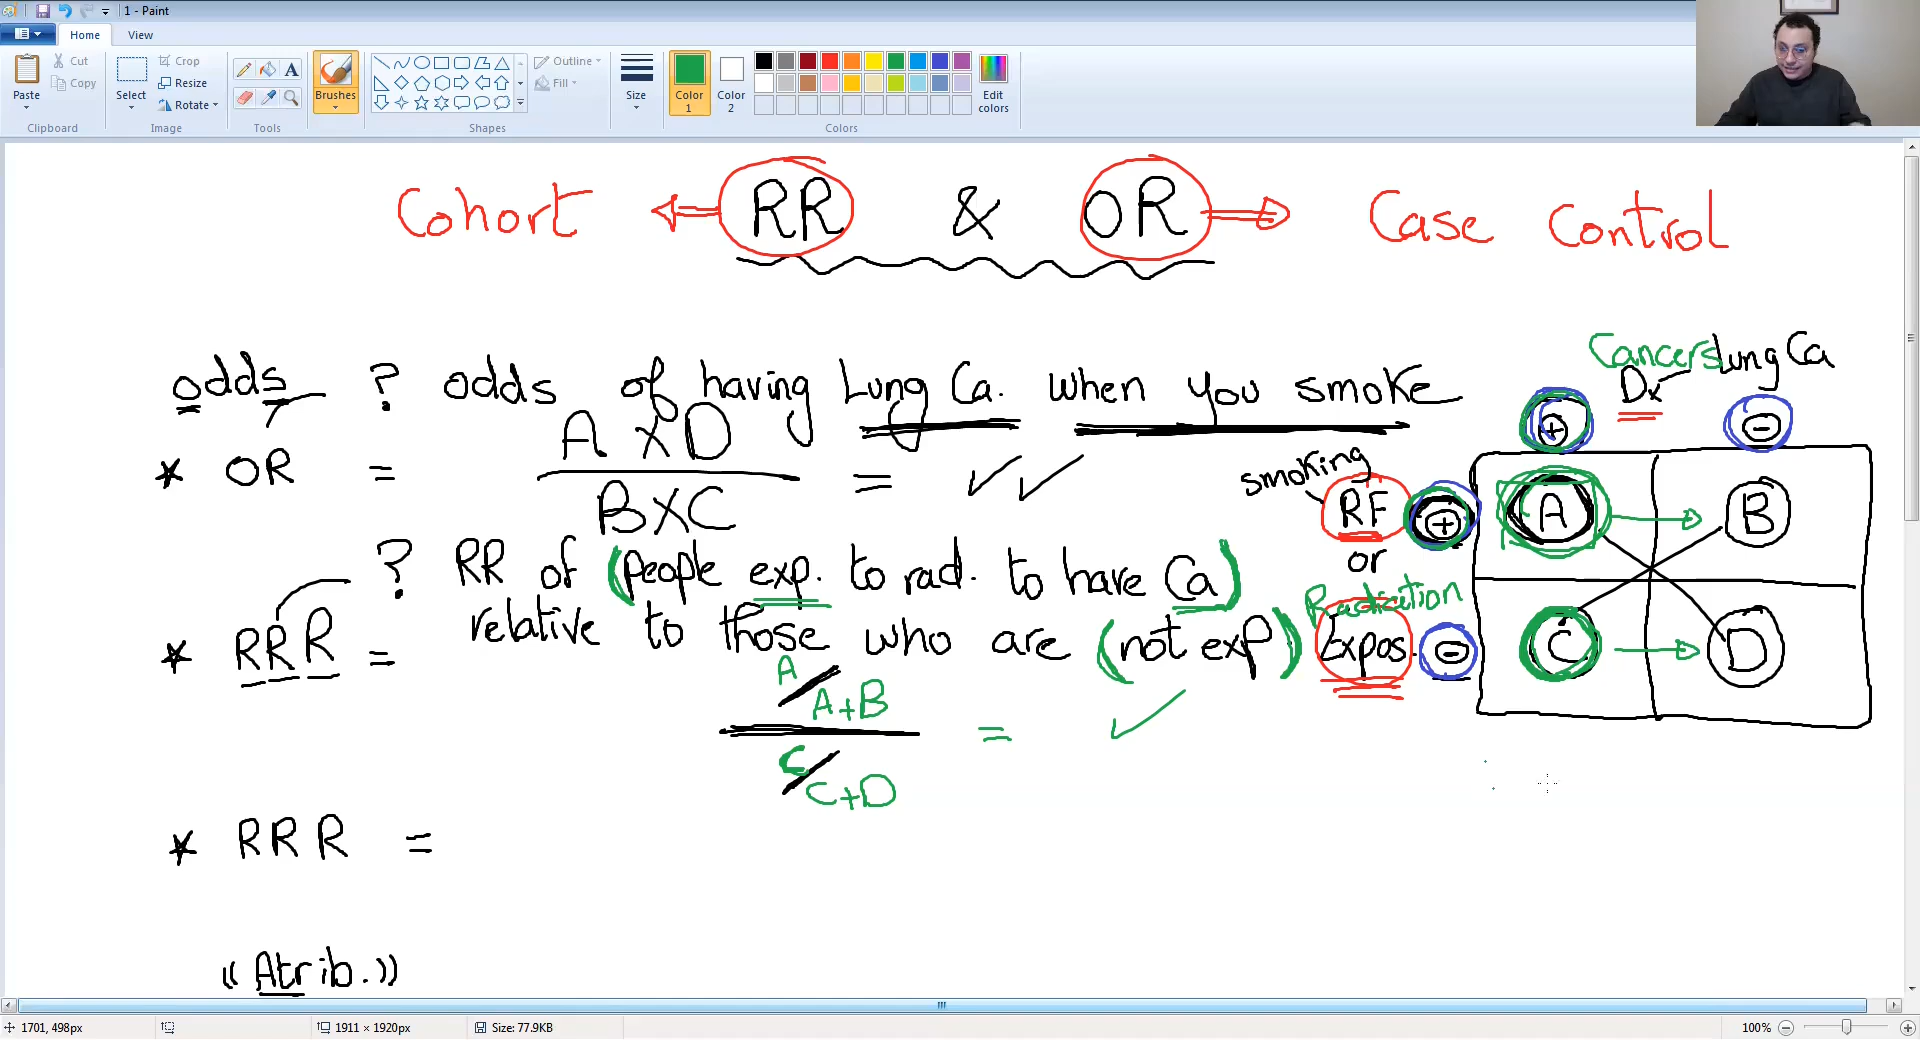 1 - Paint
Home View
Cut
Copy
Paste
Clipboard
Crop
Resize
Rotate
Select
Image
A
Tools
Brushes
Outline
Fill
Shapes
Size
Color 1
Color 2
Edit colors
Colors
Cohort RR & OR Case Control
odds ? odds of having Lung Ca. when you smoke
* OR = A X D =
B X C
? RR of (people exp. to rad. to have Ca)
* RRR = relative to those who are (not exp)
A/A+B =
C/C+D
* RRR =
« Atrib. »
Cancers Lung Ca
Dx
+ -
smoking
RF + A B
or
Radiation
Expos. - C D
1701, 498px
1911 × 1920px
Size: 77.9KB
100%